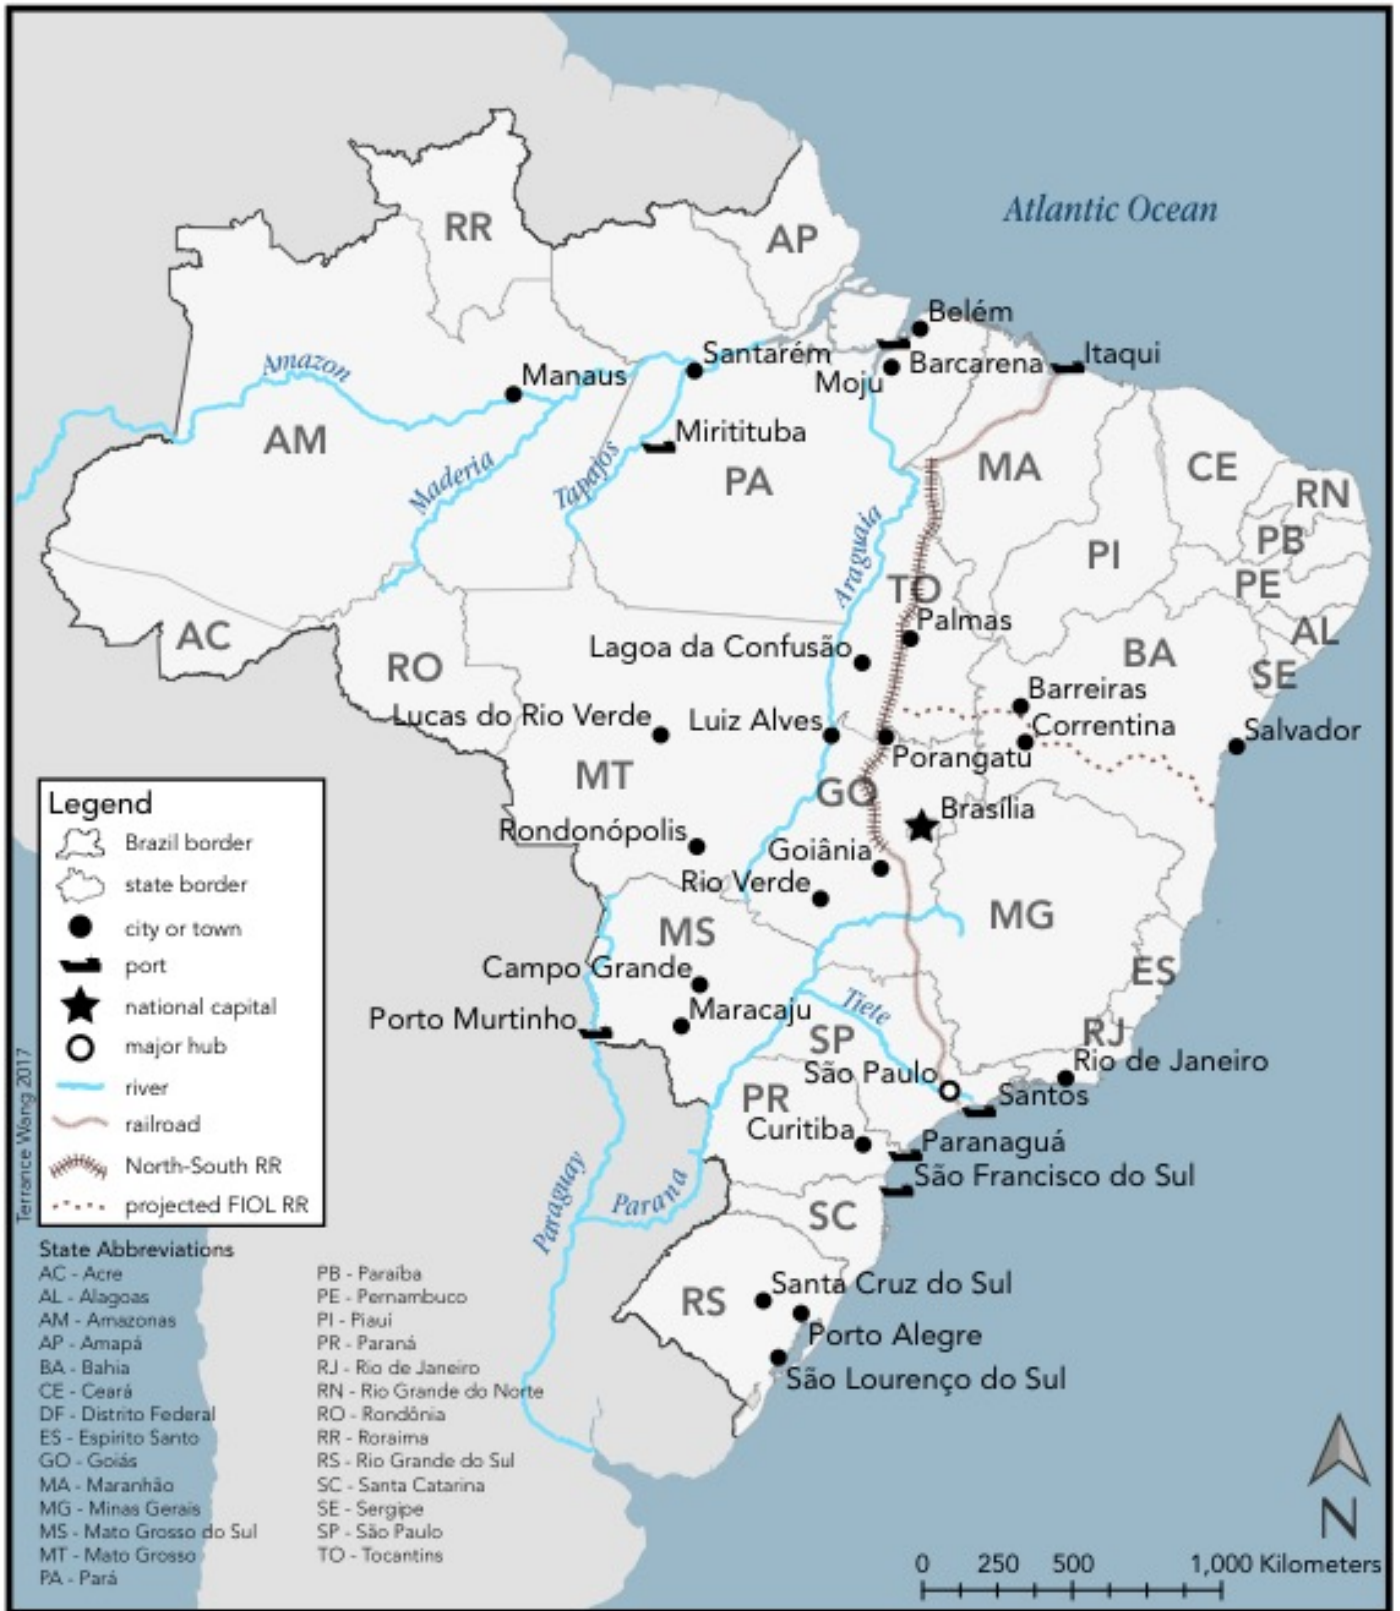 Atlantic Ocean
RR
AP
Belém
Santarém
Barcarena
Itaqui
Moju
Amazon
Manaus
AM
Miritituba
Maderia
Tapajos
PA
MA
CE
RN
PB
PI
PE
Araguaia
TO
Palmas
AL
AC
Lagoa da Confusão
BA
RO
SE
Barreiras
Lucas do Rio Verde
Luiz Alves
Correntina
Salvador
Porangatu
MT
GO
Brasília
Rondonópolis
Goiânia
Rio Verde
MG
MS
Campo Grande
ES
Maracaju
Tiete
Porto Murtinho
SP
RJ
Rio de Janeiro
São Paulo
Santos
PR
Curitiba
Paranaguá
São Francisco do Sul
Paraguay
Parana
SC
Santa Cruz do Sul
RS
Porto Alegre
São Lourenço do Sul
Legend
Brazil border
state border
city or town
port
national capital
major hub
river
railroad
North-South RR
projected FIOL RR
Terrance Wang 2017
State Abbreviations
AC - Acre
AL - Alagoas
AM - Amazonas
AP - Amapá
BA - Bahia
CE - Ceará
DF - Distrito Federal
ES - Espirito Santo
GO - Goiás
MA - Maranhão
MG - Minas Gerais
MS - Mato Grosso do Sul
MT - Mato Grosso
PA - Pará
PB - Paraíba
PE - Pernambuco
PI - Piauí
PR - Paraná
RJ - Rio de Janeiro
RN - Rio Grande do Norte
RO - Rondônia
RR - Roraima
RS - Rio Grande do Sul
SC - Santa Catarina
SE - Sergipe
SP - São Paulo
TO - Tocantins
N
0 250 500 1,000 Kilometers